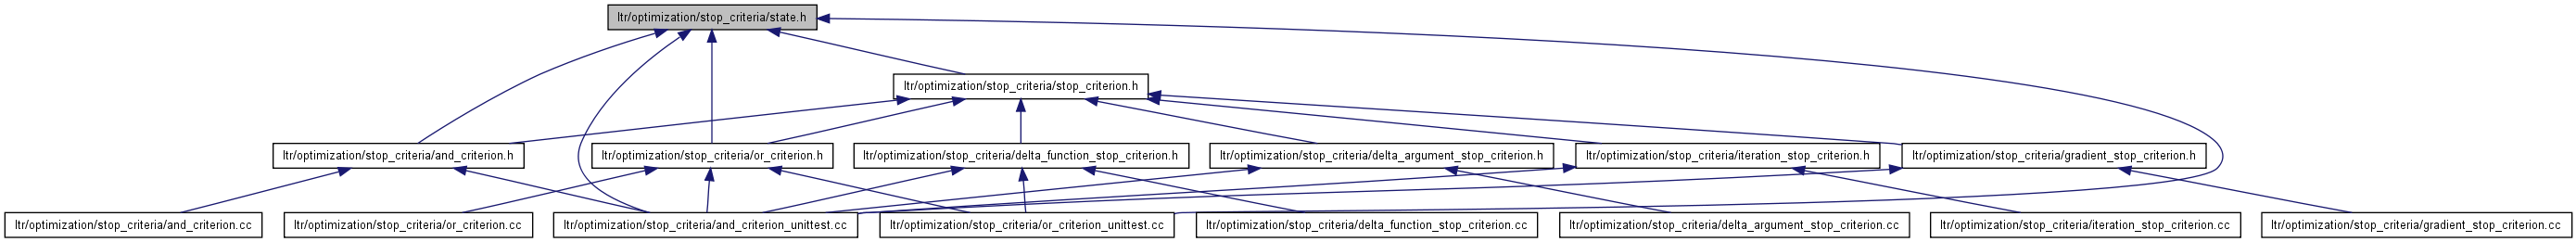 ltr/optimization/stop_criteria/state.h
ltr/optimization/stop_criteria/stop_criterion.h
ltr/optimization/stop_criteria/and_criterion.h
ltr/optimization/stop_criteria/or_criterion.h
ltr/optimization/stop_criteria/delta_function_stop_criterion.h
ltr/optimization/stop_criteria/delta_argument_stop_criterion.h
ltr/optimization/stop_criteria/iteration_stop_criterion.h
ltr/optimization/stop_criteria/gradient_stop_criterion.h
ltr/optimization/stop_criteria/and_criterion.cc
ltr/optimization/stop_criteria/or_criterion.cc
ltr/optimization/stop_criteria/and_criterion_unittest.cc
ltr/optimization/stop_criteria/or_criterion_unittest.cc
ltr/optimization/stop_criteria/delta_function_stop_criterion.cc
ltr/optimization/stop_criteria/delta_argument_stop_criterion.cc
ltr/optimization/stop_criteria/iteration_stop_criterion.cc
ltr/optimization/stop_criteria/gradient_stop_criterion.cc